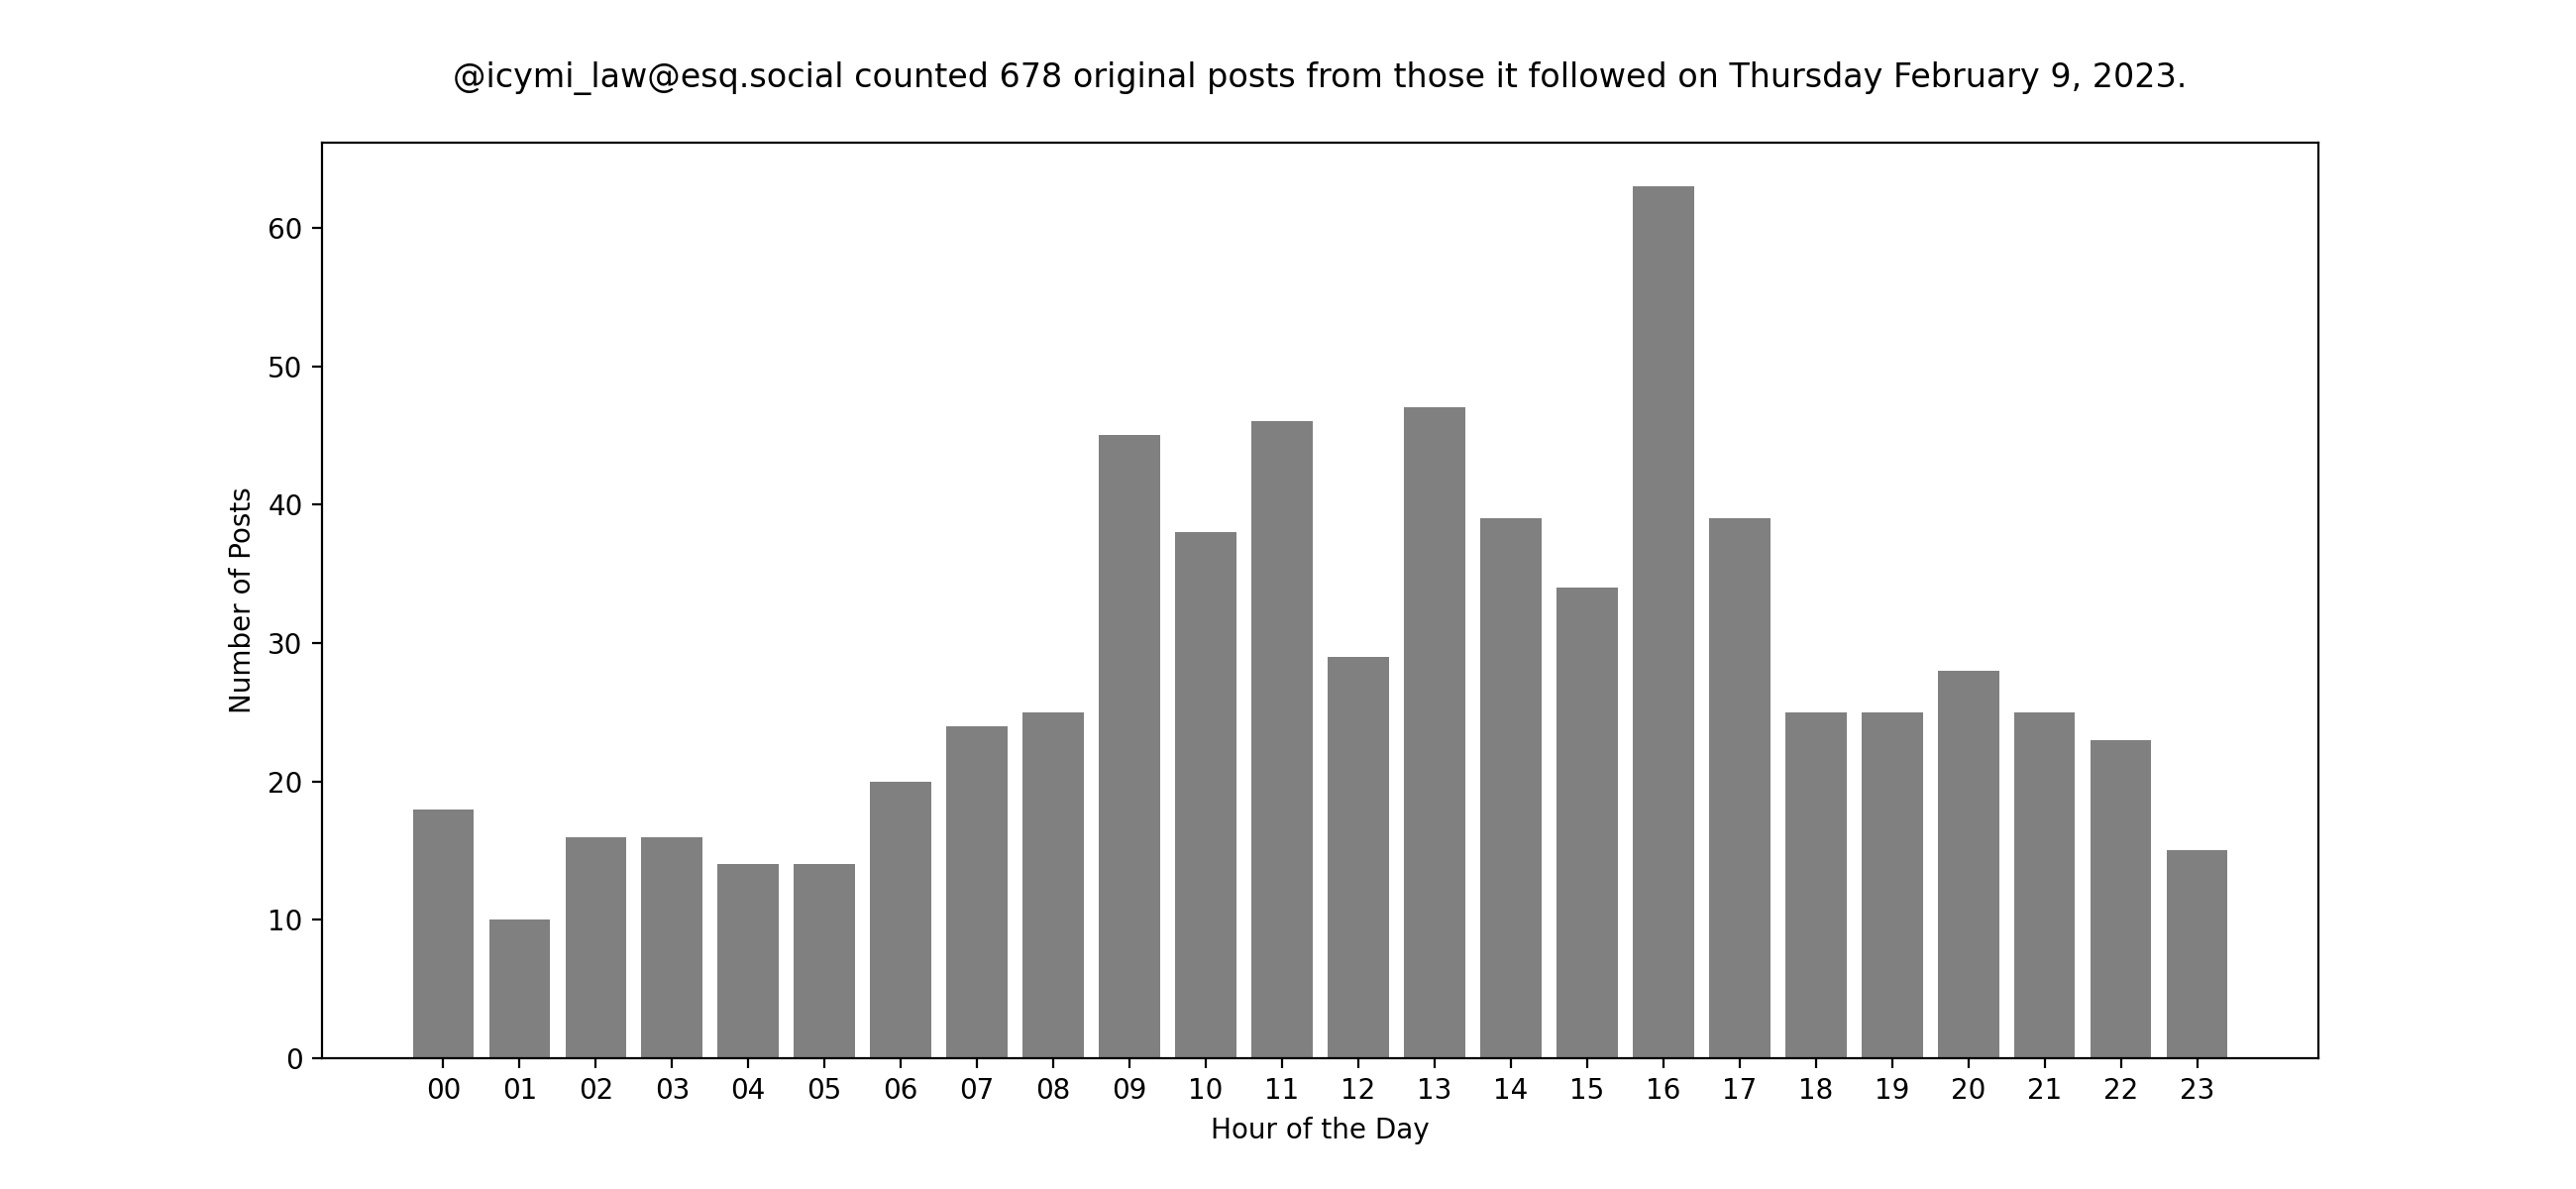 @icymi_law@esq.social counted 678 original posts from those it followed on Thursday February 9, 2023.
60
50
40
30
20
10
0
Number of Posts
00 01 02 03 04 05 06 07 08 09 10 11 12 13 14 15 16 17 18 19 20 21 22 23
Hour of the Day